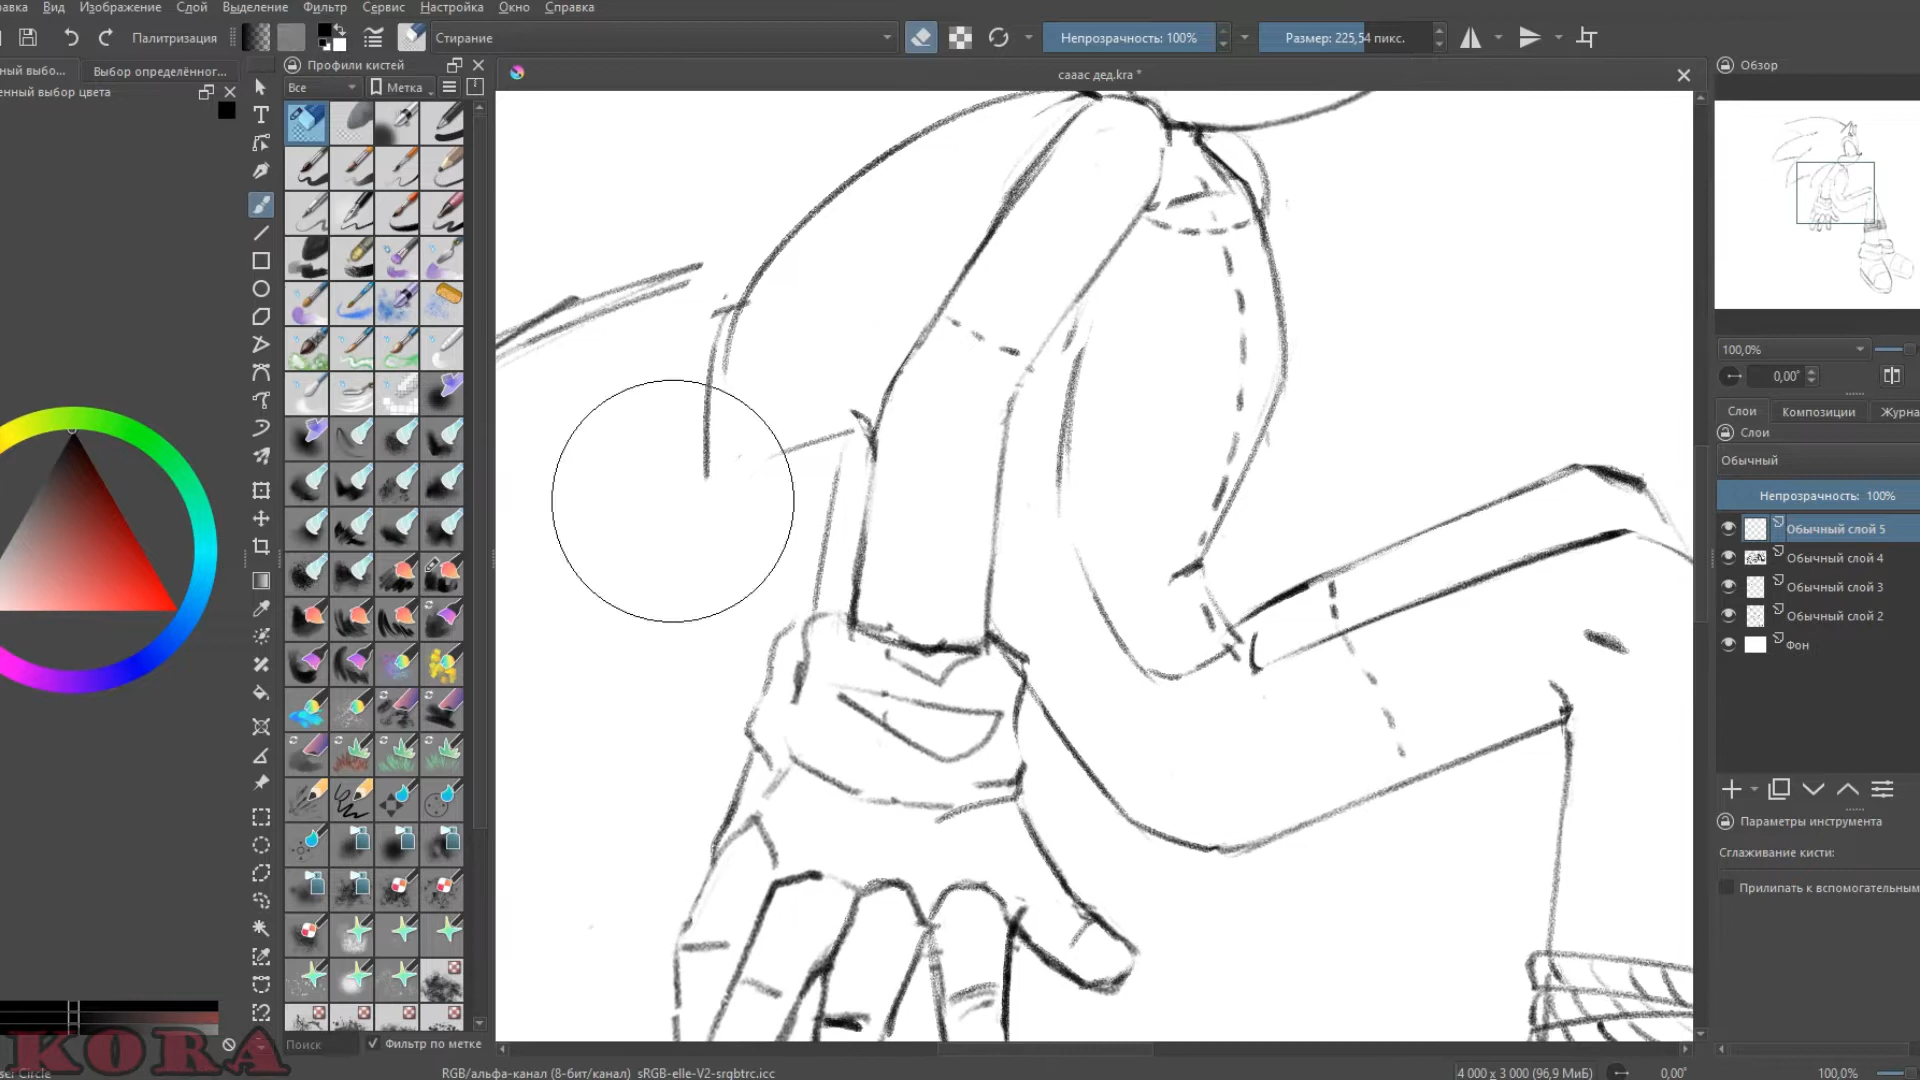 авка Вид Изображение Слой Выделение Фильтр Сервис Настройка Окно Справка
Палитризация Стирание Непрозрачность: 100% Размер: 225,54 пикс.
ный выбо... Выбор определённог... Профили кистей сааас дед.kra * Обзор
енный выбор цвета Все Метка
100,0%
0,00°
Слои Композиции Журна
Слои
Обычный
Непрозрачность: 100%
Обычный слой 5
Обычный слой 4
Обычный слой 3
Обычный слой 2
Фон
Параметры инструмента
Сглаживание кисти:
Прилипать к вспомогательным
KORA
Поиск Фильтр по метке
ser Circle RGB/альфа-канал (8-бит/канал) sRGB-elle-V2-srgbtrc.icc 4 000 x 3 000 (96,9 МиБ) 0,00° 100,0%